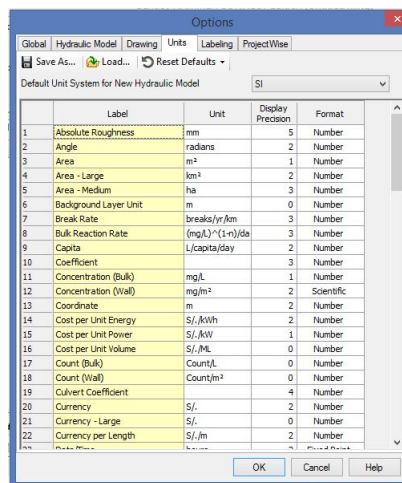 Options
Global Hydraulic Model Drawing Units Labeling ProjectWise
Save As... Load... Reset Defaults
Default Unit System for New Hydraulic Model SI
Label Unit Display Precision Format
1 Absolute Roughness mm 5 Number
2 Angle radians 2 Number
3 Area m² 1 Number
4 Area - Large km² 2 Number
5 Area - Medium ha 3 Number
6 Background Layer Unit m 0 Number
7 Break Rate breaks/yr/km 3 Number
8 Bulk Reaction Rate (mg/L)^(1-n)/da 3 Number
9 Capita L/capita/day 2 Number
10 Coefficient 3 Number
11 Concentration (Bulk) mg/L 1 Number
12 Concentration (Wall) mg/m² 2 Scientific
13 Coordinate m 2 Number
14 Cost per Unit Energy S/./kWh 2 Number
15 Cost per Unit Power S/./kW 1 Number
16 Cost per Unit Volume S/./ML 0 Number
17 Count (Bulk) Count/L 0 Number
18 Count (Wall) Count/m² 0 Number
19 Culvert Coefficient 4 Number
20 Currency S/. 2 Number
21 Currency - Large S/. 0 Number
22 Currency per Length S/./m 2 Number
OK Cancel Help